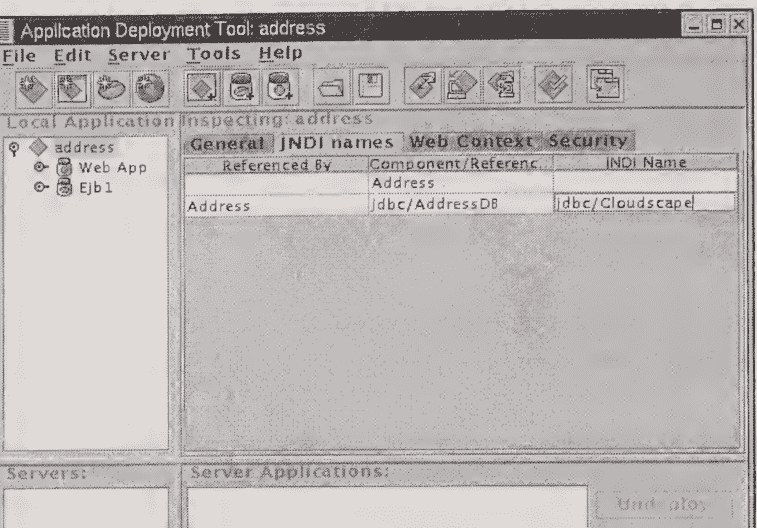 Application Deployment Tool: address
File Edit Server Tools Help
Local Application Inspecting: address
address
Web App
Ejb1
General JNDI names Web Context Security
Referenced By Component/Referenc... JNDI Name
Address
Address jdbc/AddressDB jdbc/Cloudscape
Servers: Server Applications:
Undeploy